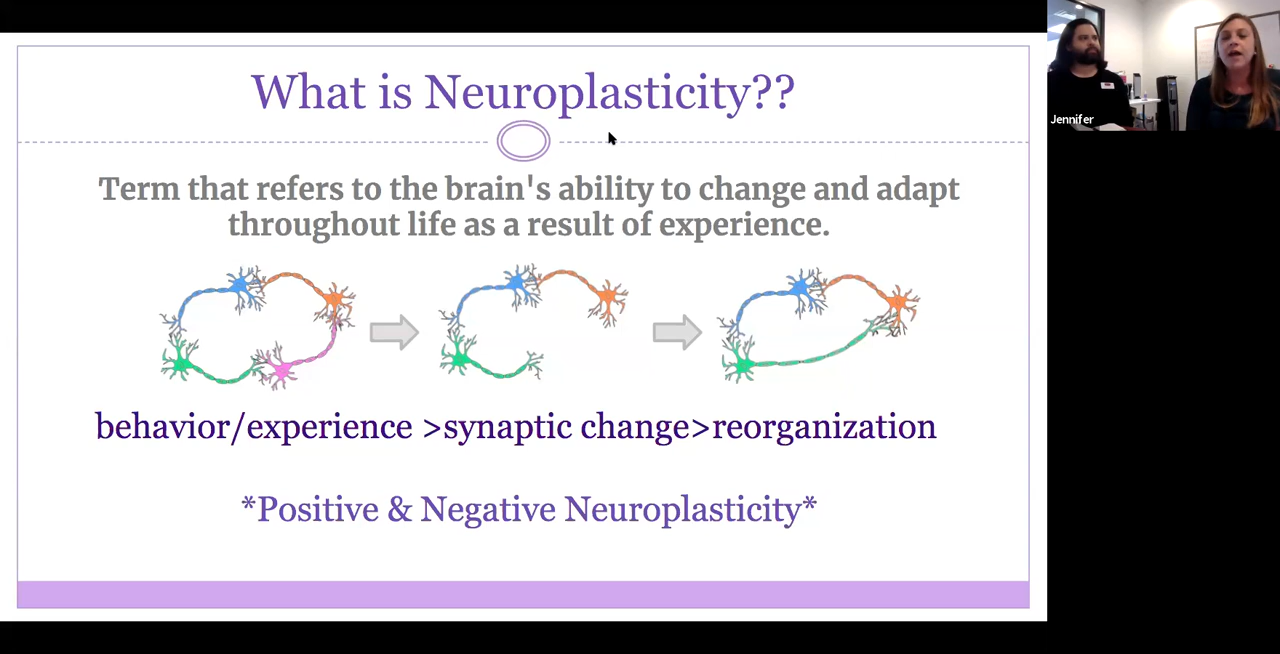 What is Neuroplasticity??
Term that refers to the brain's ability to change and adapt
throughout life as a result of experience.
behavior/experience >synaptic change>reorganization
*Positive & Negative Neuroplasticity*
Jennifer